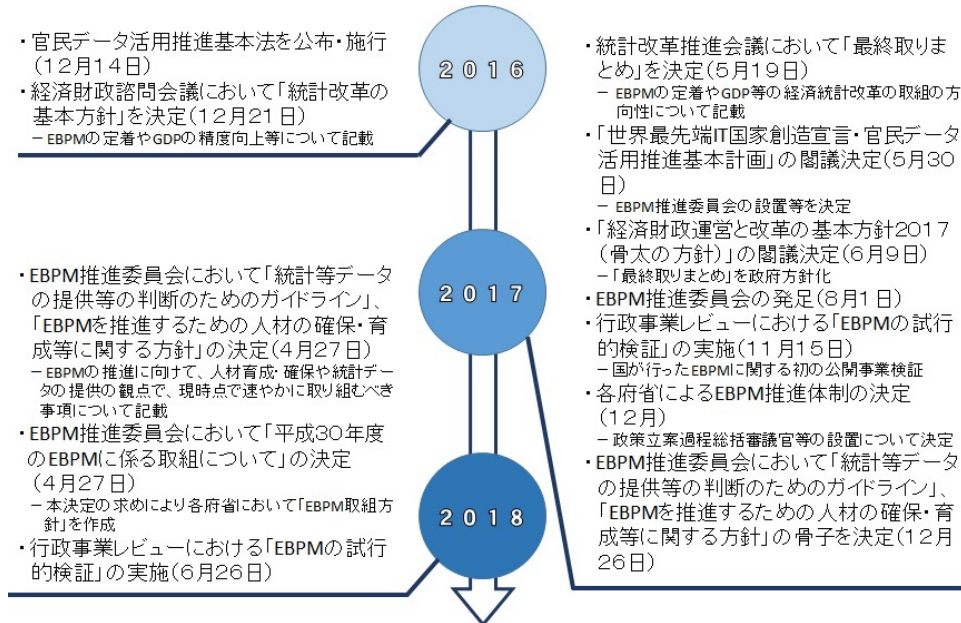 ２０１６
・官民データ活用推進基本法を公布・施行
（１２月１４日）
・経済財政諮問会議において「統計改革の
基本方針」を決定（１２月２１日）
－ EBPMの定着やGDPの精度向上等について記載
２０１７
・統計改革推進会議において「最終取りま
とめ」を決定（５月１９日）
－ EBPMの定着やGDP等の経済統計改革の取組の方
向性について記載
・「世界最先端IT国家創造宣言・官民データ
活用推進基本計画」の閣議決定（５月３０
日）
－ EBPM推進委員会の設置等を決定
・「経済財政運営と改革の基本方針２０１７
（骨太の方針）」の閣議決定（６月９日）
－「最終取りまとめ」を政府方針化
・EBPM推進委員会の発足（８月１日）
・行政事業レビューにおける「EBPMの試行
的検証」の実施（１１月１５日）
－国が行ったEBPMに関する初の公開事業検証
・各府省によるEBPM推進体制の決定
（１２月）
－政策立案過程総括審議官等の設置について決定
・EBPM推進委員会において「統計等データ
の提供等の判断のためのガイドライン」、
「EBPMを推進するための人材の確保・育
成等に関する方針」の骨子を決定（１２月
２６日）
２０１８
・EBPM推進委員会において「統計等データ
の提供等の判断のためのガイドライン」、
「EBPMを推進するための人材の確保・育
成等に関する方針」の決定（４月２７日）
－EBPMの推進に向けて、人材育成・確保や統計デー
タの提供の観点で、現時点で速やかに取り組むべき
事項について記載
・EBPM推進委員会において「平成３０年度
のEBPMに係る取組について」の決定
（４月２７日）
－本決定の求めにより各府省において「EBPM取組方
針」を作成
・行政事業レビューにおける「EBPMの試行
的検証」の実施（６月２６日）